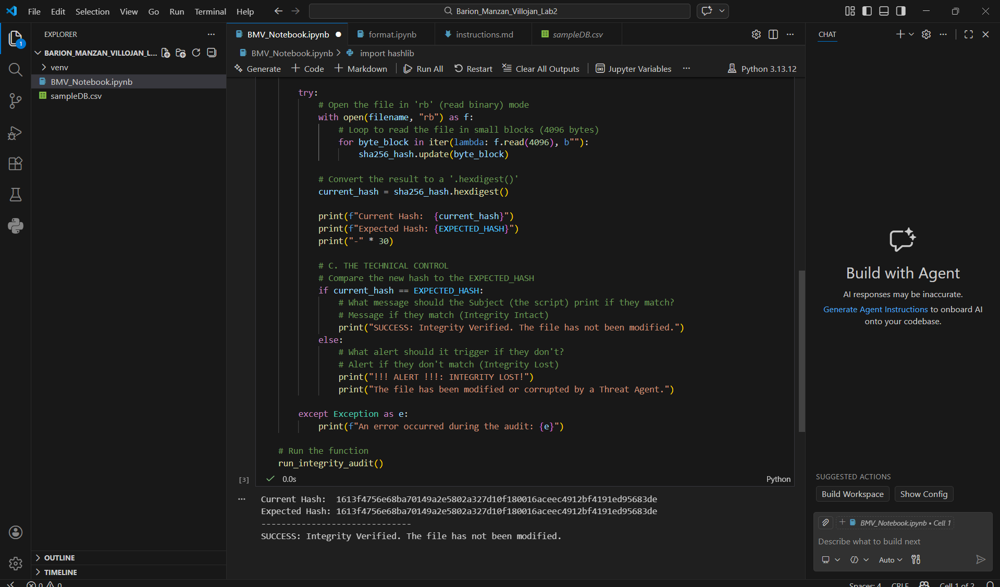 File Edit Selection View Go Run Terminal Help
Barion_Manzan_Villojan_Lab2
EXPLORER
BARION_MANZAN_VILLOJAN_L...
venv
BMV_Notebook.ipynb
sampleDB.csv
OUTLINE
TIMELINE
1
BMV_Notebook.ipynb format.ipynb instructions.md sampleDB.csv
BMV_Notebook.ipynb > import hashlib
Generate + Code + Markdown Run All Restart Clear All Outputs Jupyter Variables ... Python 3.13.12
try:
# Open the file in 'rb' (read binary) mode
with open(filename, "rb") as f:
# Loop to read the file in small blocks (4096 bytes)
for byte_block in iter(lambda: f.read(4096), b""):
sha256_hash.update(byte_block)
# Convert the result to a '.hexdigest()'
current_hash = sha256_hash.hexdigest()
print(f"Current Hash:  {current_hash}")
print(f"Expected Hash: {EXPECTED_HASH}")
print("-" * 30)
# C. THE TECHNICAL CONTROL
# Compare the new hash to the EXPECTED_HASH
if current_hash == EXPECTED_HASH:
# What message should the Subject (the script) print if they match?
# Message if they match (Integrity Intact)
print("SUCCESS: Integrity Verified. The file has not been modified.")
else:
# What alert should it trigger if they don't?
# Alert if they don't match (Integrity Lost)
print("!!! ALERT !!!: INTEGRITY LOST!")
print("The file has been modified or corrupted by a Threat Agent.")
except Exception as e:
print(f"An error occurred during the audit: {e}")
# Run the function
run_integrity_audit()
[3] 0.0s Python
Current Hash:  1613f4756e68ba70149a2e5802a327d10f180016aceec4912bf4191ed95683de
Expected Hash: 1613f4756e68ba70149a2e5802a327d10f180016aceec4912bf4191ed95683de
------------------------------
SUCCESS: Integrity Verified. The file has not been modified.
CHAT
Build with Agent
AI responses may be inaccurate.
Generate Agent Instructions to onboard AI
onto your codebase.
SUGGESTED ACTIONS
Build Workspace Show Config
+ BMV_Notebook.ipynb • Cell 1
Describe what to build next
Auto
0 0 Spaces: 4 CRLF Cell 1 of 2